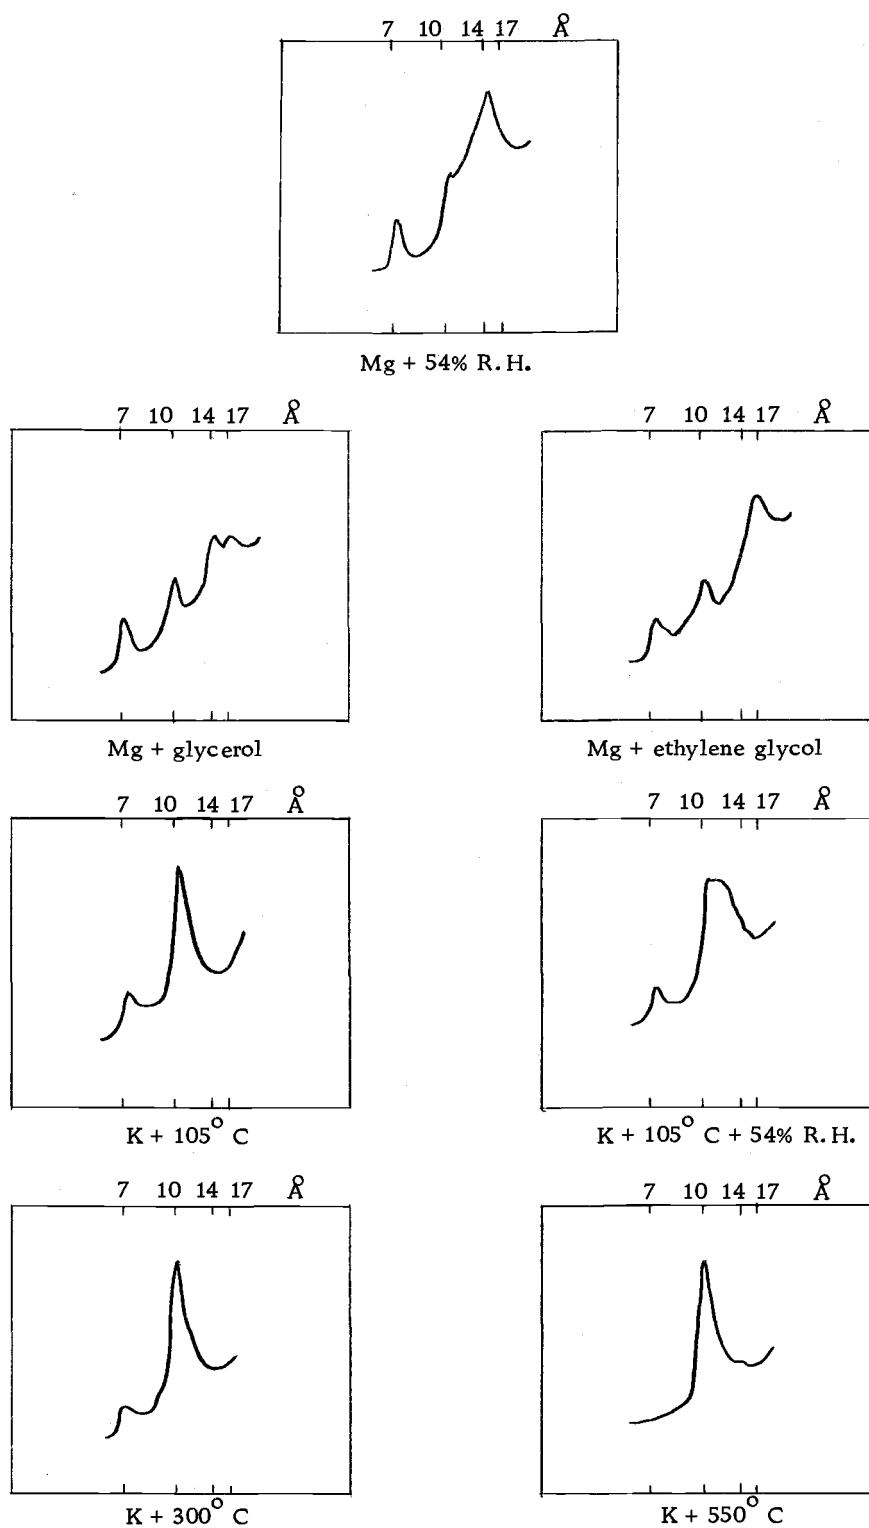 7 10 14 17 Å
Mg + 54% R.H.
7 10 14 17 Å
Mg + glycerol
7 10 14 17 Å
Mg + ethylene glycol
7 10 14 17 Å
K + 105° C
7 10 14 17 Å
K + 105° C + 54% R.H.
7 10 14 17 Å
K + 300° C
7 10 14 17 Å
K + 550° C